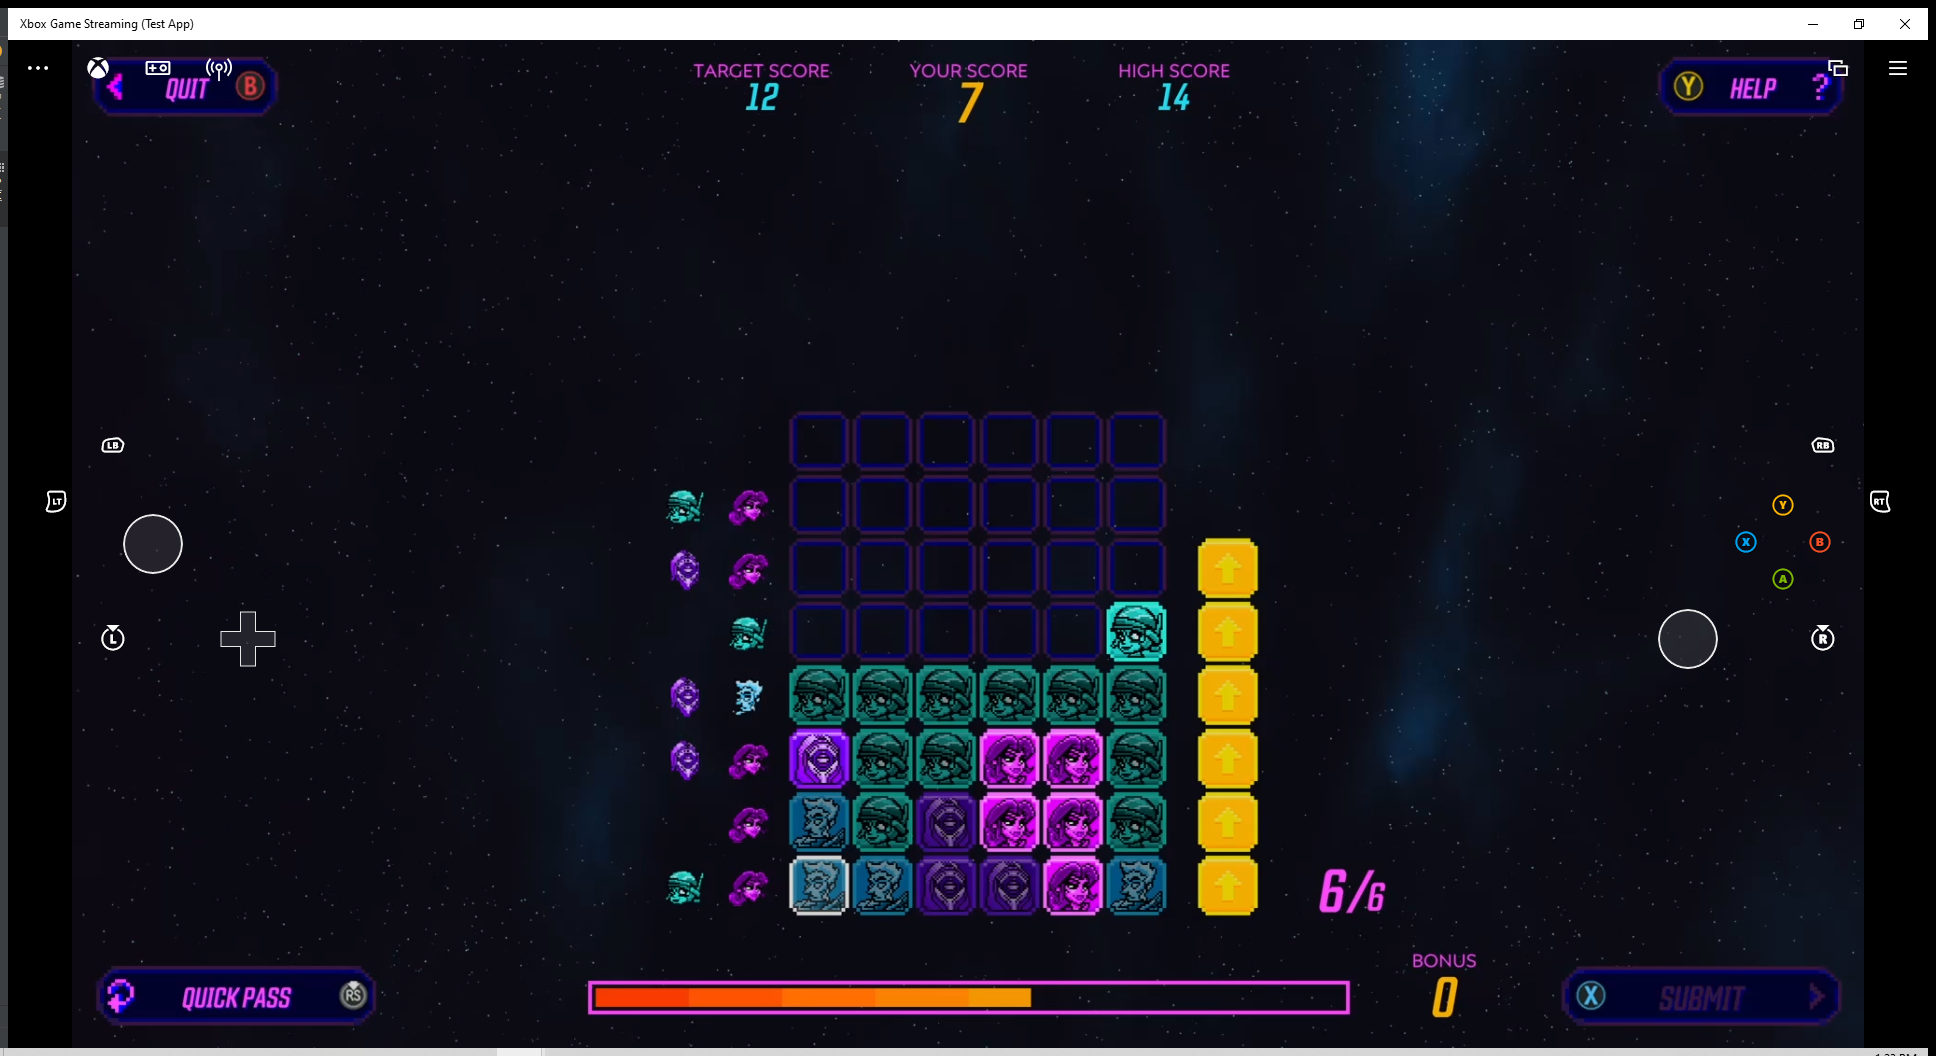 Xbox Game Streaming (Test App)
QUIT B
TARGET SCORE
12
YOUR SCORE
7
HIGH SCORE
14
Y HELP ?
LB
RB
LT
RT
Y
X
B
A
L
R
6/6
BONUS
0
QUICK PASS RS
X SUBMIT